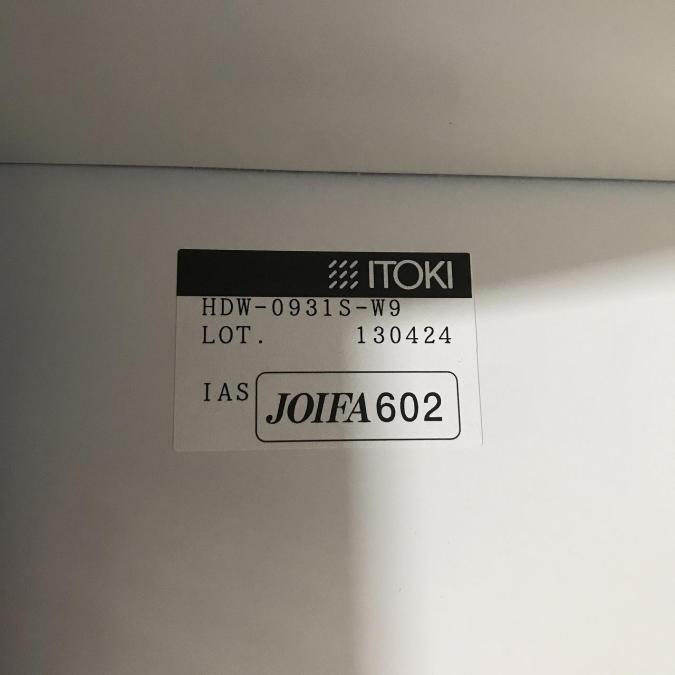 ITOKI
HDW-0931S-W9
LOT. 130424
IAS JOIFA602